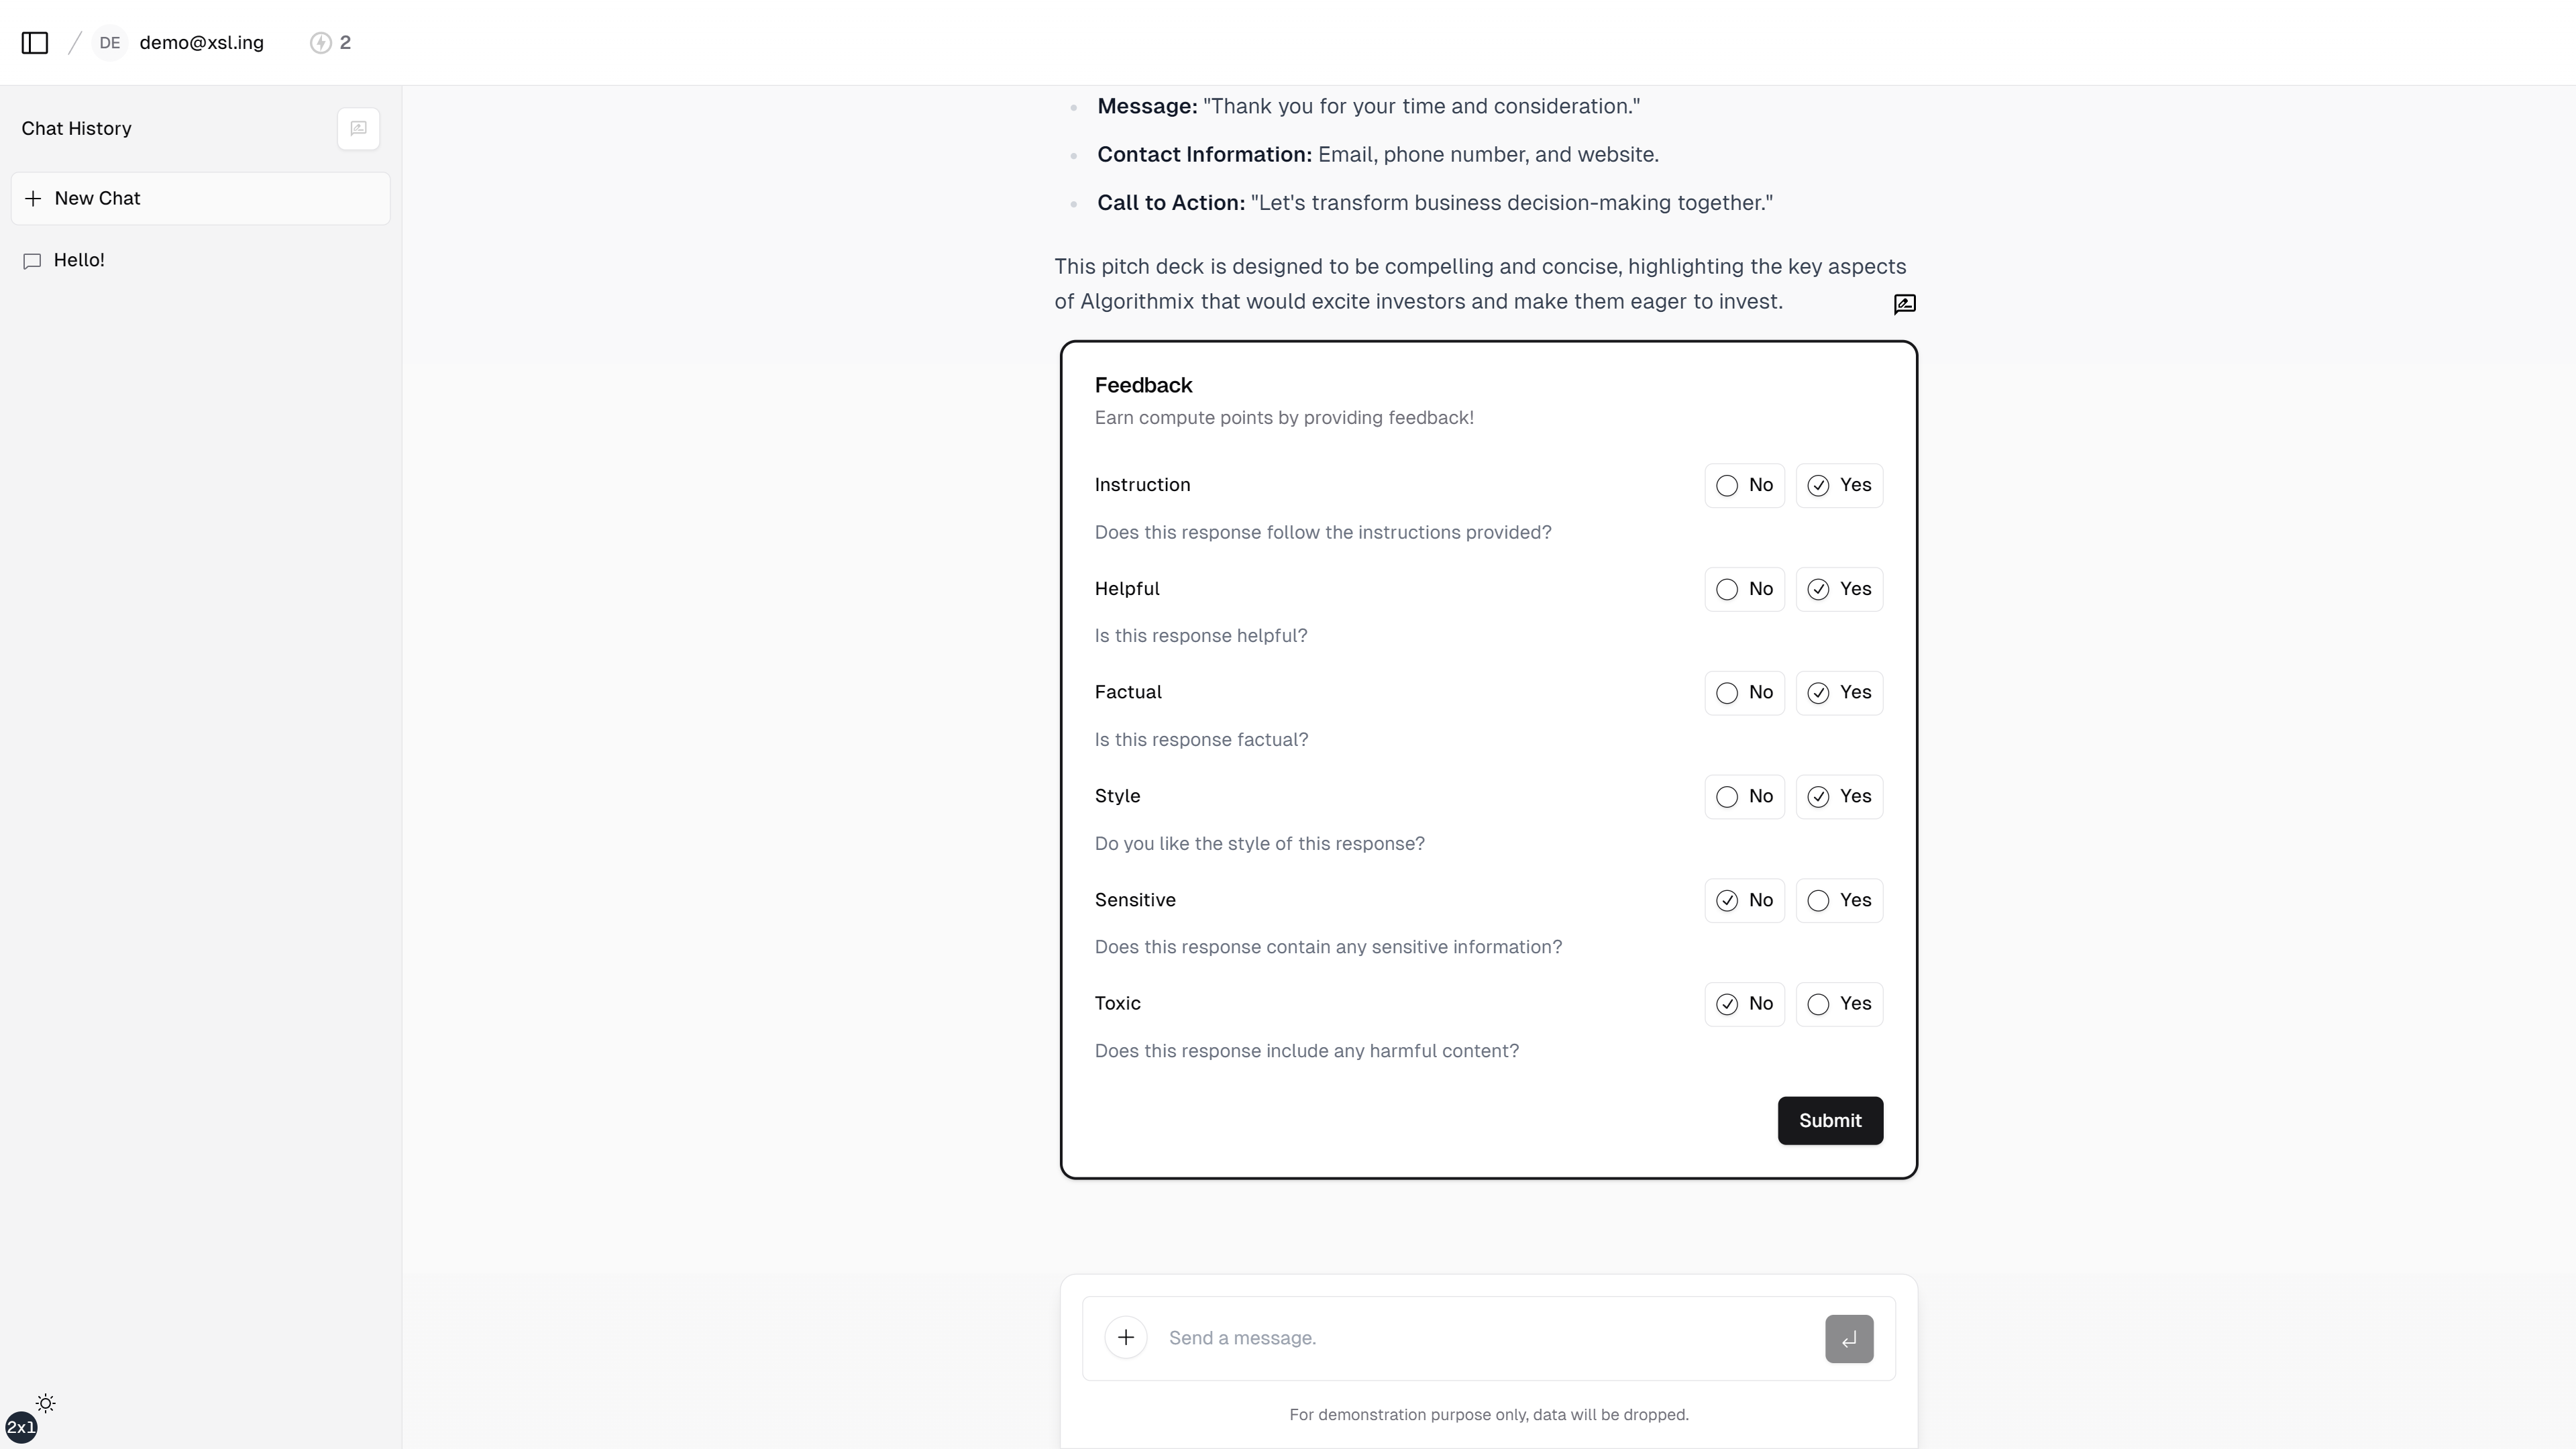 DE demo@xsl.ing 2
Chat History
New Chat
Hello!
Message: "Thank you for your time and consideration."
Contact Information: Email, phone number, and website.
Call to Action: "Let's transform business decision-making together."
This pitch deck is designed to be compelling and concise, highlighting the key aspects
of Algorithmix that would excite investors and make them eager to invest.
Feedback
Earn compute points by providing feedback!
Instruction No Yes
Does this response follow the instructions provided?
Helpful No Yes
Is this response helpful?
Factual No Yes
Is this response factual?
Style No Yes
Do you like the style of this response?
Sensitive No Yes
Does this response contain any sensitive information?
Toxic No Yes
Does this response include any harmful content?
Submit
Send a message.
For demonstration purpose only, data will be dropped.
2xl